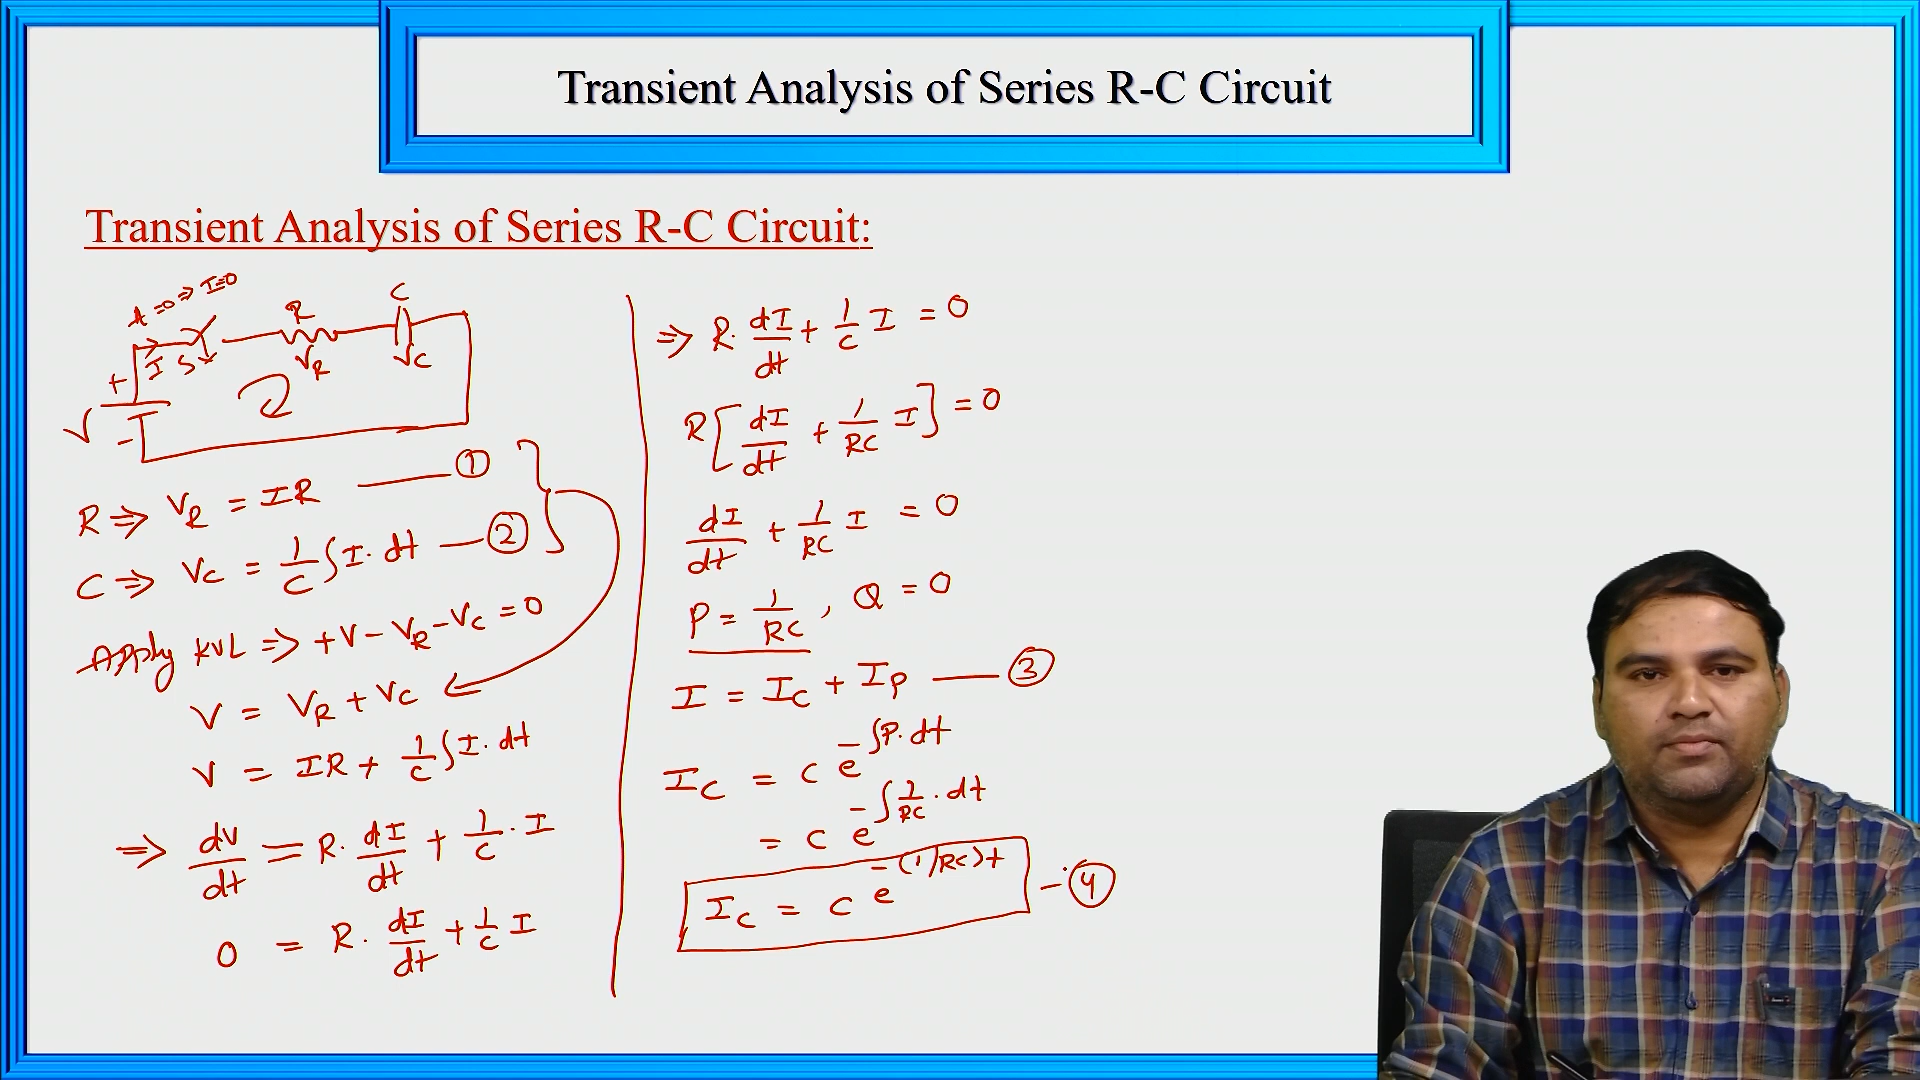 Transient Analysis of Series R-C Circuit
Transient Analysis of Series R-C Circuit:
t=0 ⇒ I=0
R
C
I
S
V_R
V_C
+
V
-
R ⇒ V_R = IR —— ①
C ⇒ V_C = 1/C ∫ I. dt — ②
Apply KVL ⇒ +V - V_R - V_C = 0
V = V_R + V_C
V = IR + 1/C ∫ I. dt
⇒ dV/dt = R. dI/dt + 1/C . I
0 = R. dI/dt + 1/C I
⇒ R. dI/dt + 1/C I = 0
R[dI/dt + 1/RC I] = 0
dI/dt + 1/RC I = 0
P = 1/RC , Q = 0
I = I_C + I_P —— ③
I_C = C e^-∫P. dt
= C e^-∫1/RC . dt
I_C = C e^-(1/RC)t — ④